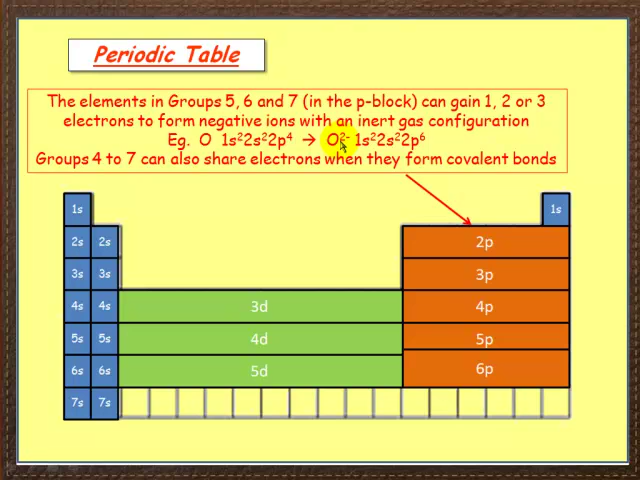 Periodic Table
The elements in Groups 5, 6 and 7 (in the p-block) can gain 1, 2 or 3
electrons to form negative ions with an inert gas configuration
Eg. O 1s²2s²2p⁴ → O²⁻ 1s²2s²2p⁶
Groups 4 to 7 can also share electrons when they form covalent bonds
1s 1s
2s 2s 2p
3s 3s 3p
4s 4s 3d 4p
5s 5s 4d 5p
6s 6s 5d 6p
7s 7s